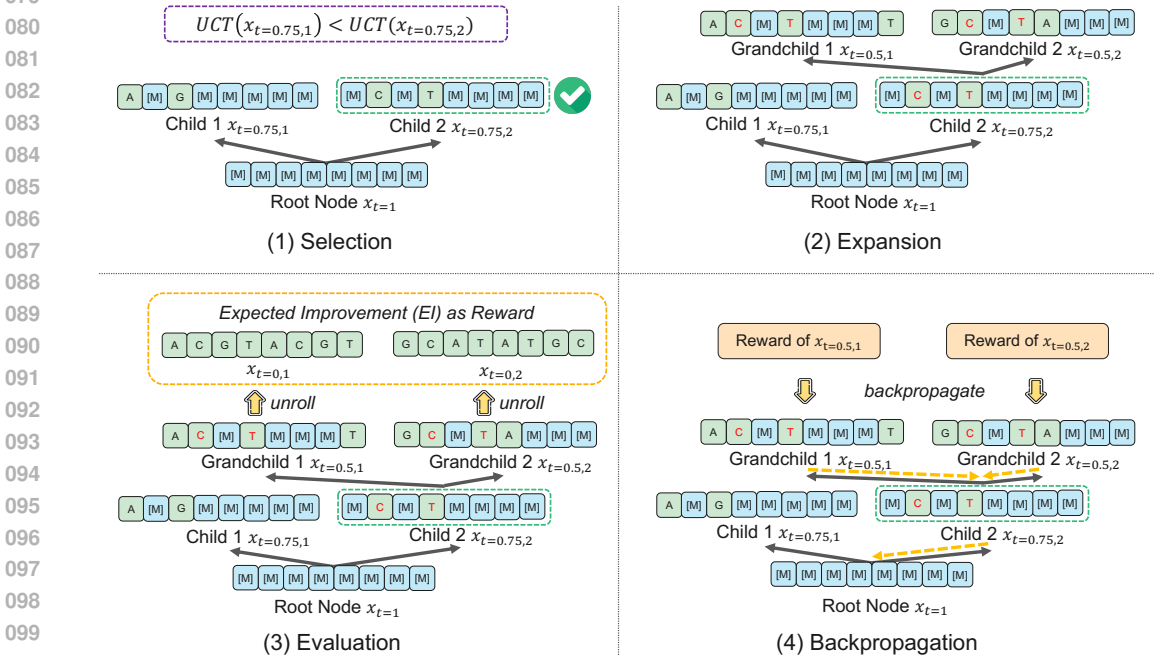 080
081
082
083
084
085
086
087
088
089
090
091
092
093
094
095
096
097
098
099
UCT(x_{t=0.75,1}) < UCT(x_{t=0.75,2})
A [M] G [M] [M] [M] [M] [M]
[M] C [M] T [M] [M] [M] [M]
Child 1 x_{t=0.75,1}
Child 2 x_{t=0.75,2}
[M] [M] [M] [M] [M] [M] [M] [M]
Root Node x_{t=1}
(1) Selection
A C [M] T [M] [M] [M] T
G C [M] T A [M] [M] [M]
Grandchild 1 x_{t=0.5,1}
Grandchild 2 x_{t=0.5,2}
A [M] G [M] [M] [M] [M] [M]
[M] C [M] T [M] [M] [M] [M]
Child 1 x_{t=0.75,1}
Child 2 x_{t=0.75,2}
[M] [M] [M] [M] [M] [M] [M] [M]
Root Node x_{t=1}
(2) Expansion
Expected Improvement (EI) as Reward
A C G T A C G T
G C A T A T G C
x_{t=0,1}
x_{t=0,2}
unroll
unroll
A C [M] T [M] [M] [M] T
G C [M] T A [M] [M] [M]
Grandchild 1 x_{t=0.5,1}
Grandchild 2 x_{t=0.5,2}
A [M] G [M] [M] [M] [M] [M]
[M] C [M] T [M] [M] [M] [M]
Child 1 x_{t=0.75,1}
Child 2 x_{t=0.75,2}
[M] [M] [M] [M] [M] [M] [M] [M]
Root Node x_{t=1}
(3) Evaluation
Reward of x_{t=0.5,1}
Reward of x_{t=0.5,2}
backpropagate
A C [M] T [M] [M] [M] T
G C [M] T A [M] [M] [M]
Grandchild 1 x_{t=0.5,1}
Grandchild 2 x_{t=0.5,2}
A [M] G [M] [M] [M] [M] [M]
[M] C [M] T [M] [M] [M] [M]
Child 1 x_{t=0.75,1}
Child 2 x_{t=0.75,2}
[M] [M] [M] [M] [M] [M] [M] [M]
Root Node x_{t=1}
(4) Backpropagation